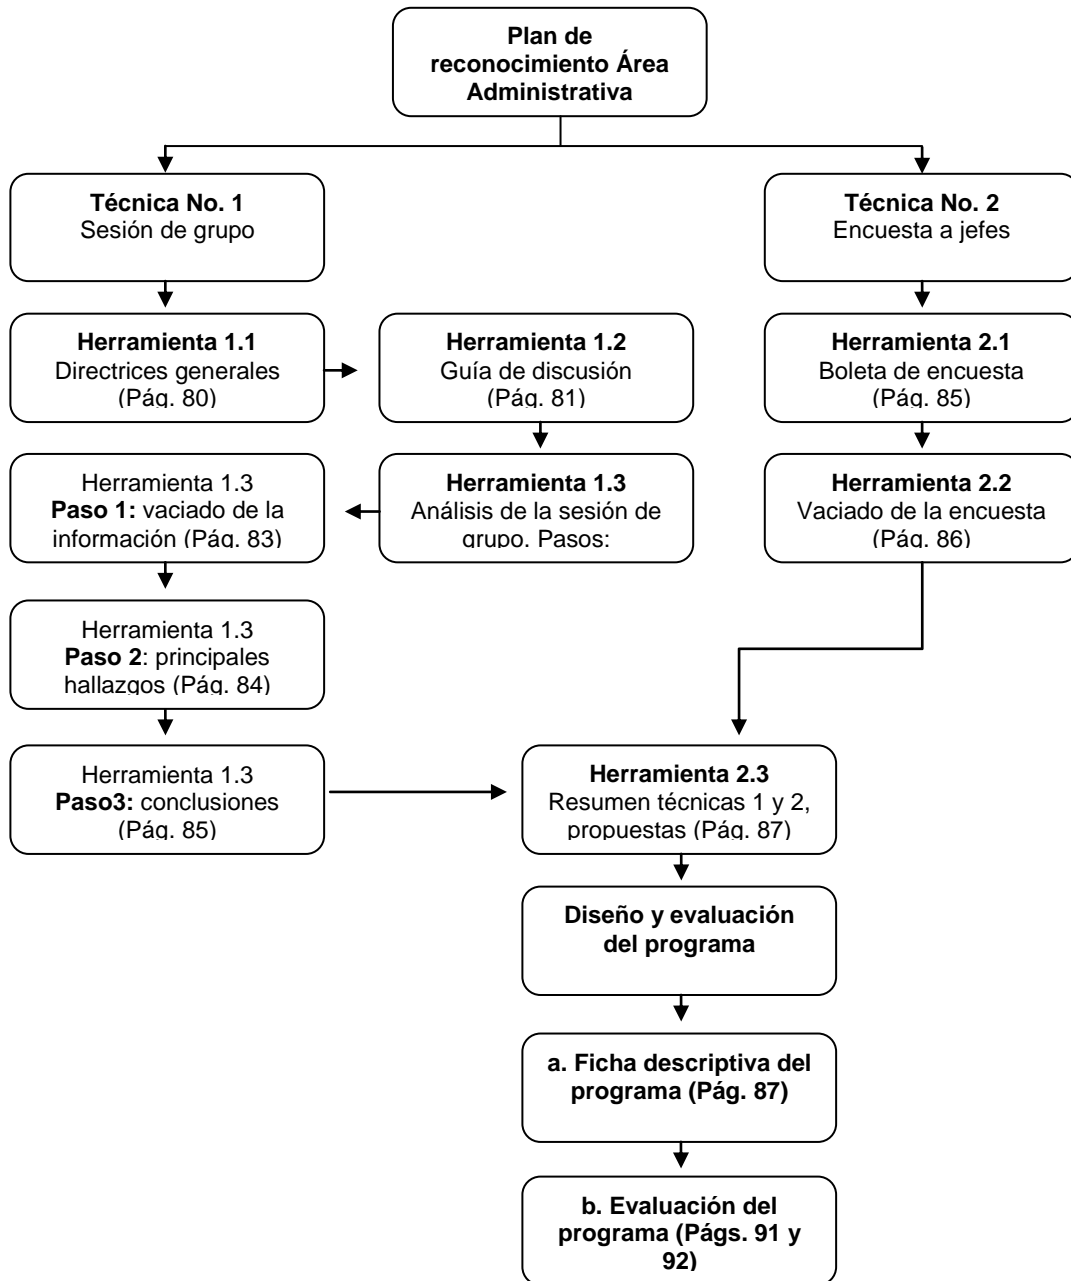 Plan de
reconocimiento Área
Administrativa
Técnica No. 1
Sesión de grupo
Técnica No. 2
Encuesta a jefes
Herramienta 1.1
Directrices generales
(Pág. 80)
Herramienta 1.2
Guía de discusión
(Pág. 81)
Herramienta 2.1
Boleta de encuesta
(Pág. 85)
Herramienta 1.3
Paso 1: vaciado de la
información (Pág. 83)
Herramienta 1.3
Análisis de la sesión de
grupo. Pasos:
Herramienta 2.2
Vaciado de la encuesta
(Pág. 86)
Herramienta 1.3
Paso 2: principales
hallazgos (Pág. 84)
Herramienta 1.3
Paso3: conclusiones
(Pág. 85)
Herramienta 2.3
Resumen técnicas 1 y 2,
propuestas (Pág. 87)
Diseño y evaluación
del programa
a. Ficha descriptiva del
programa (Pág. 87)
b. Evaluación del
programa (Págs. 91 y
92)